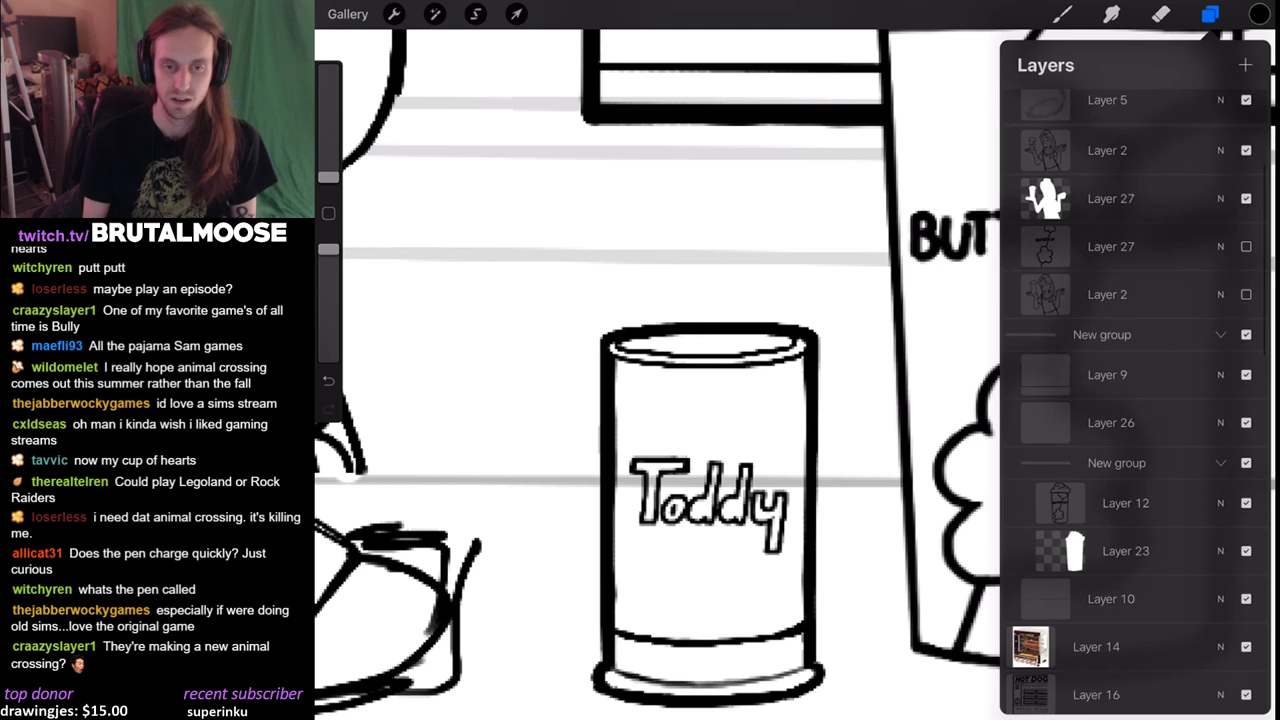 Gallery
Layers
Layer 5 N
Layer 2 N
Layer 27 N
Layer 27 N
Layer 2 N
New group
Layer 9 N
Layer 26 N
New group
Layer 12 N
Layer 23 N
Layer 10 N
Layer 14 N
Layer 16 N
HOT DOG
BUT
Toddy
twitch.tv/BRUTALMOOSE
hearts
witchyren putt putt
loserless maybe play an episode?
craazyslayer1 One of my favorite game's of all
time is Bully
maefli93 All the pajama Sam games
wildomelet I really hope animal crossing
comes out this summer rather than the fall
thejabberwockygames id love a sims stream
cxldseas oh man i kinda wish i liked gaming
streams
tavvic now my cup of hearts
therealtelren Could play Legoland or Rock
Raiders
loserless i need dat animal crossing. it's killing
me.
allicat31 Does the pen charge quickly? Just
curious
witchyren whats the pen called
thejabberwockygames especially if were doing
old sims...love the original game
craazyslayer1 They're making a new animal
crossing?
top donor recent subscriber
drawingjes: $15.00 superinku